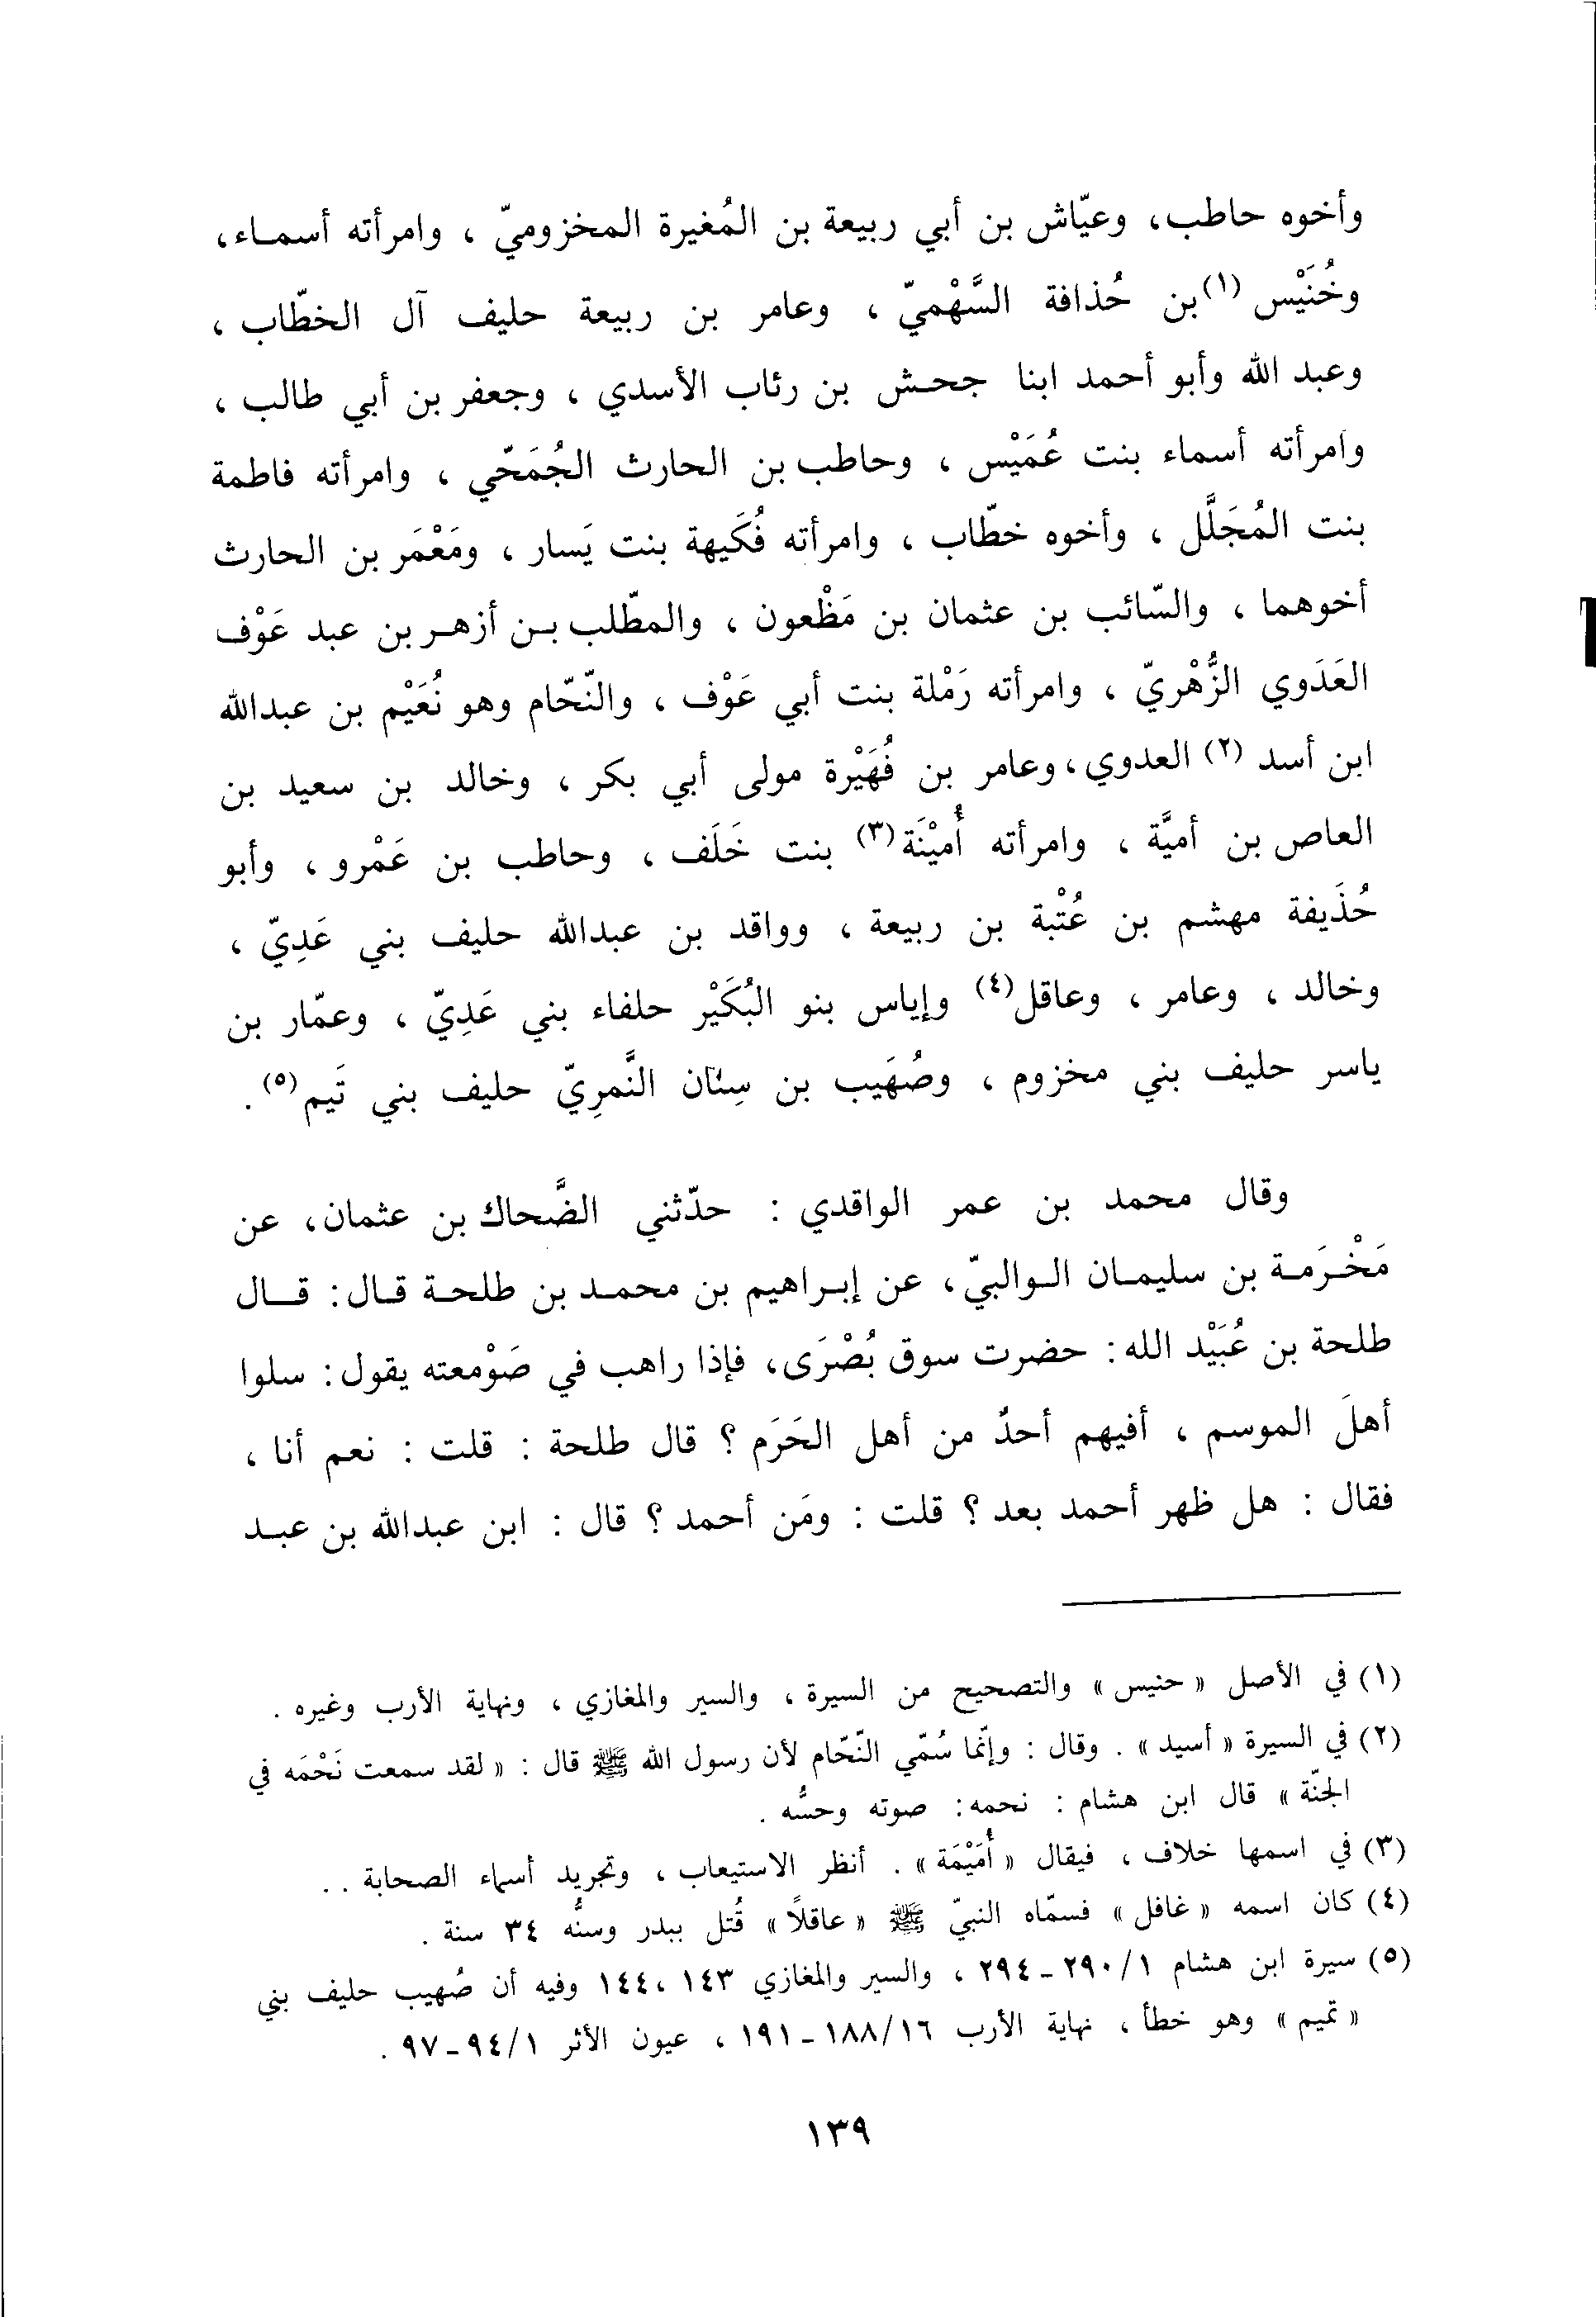 وأخوه حاطب، وعيّاش بن أبي ربيعة بن المُغيرة المخزوميّ ، وامرأته أسماء،
وخُنَيْس (١) بن حُذافة السَّهْميّ ، وعامر بن ربيعة حليف آل الخطّاب ،
وعبد الله وأبو أحمد ابنا جحش بن رئاب الأسدي ، وجعفر بن أبي طالب ،
وامرأته أسماء بنت عُمَيْس ، وحاطب بن الحارث الجُمَحّي ، وامرأته فاطمة
بنت المُجَلَّل ، وأخوه خطّاب ، وامرأته فُكَيهة بنت يَسار ، ومَعْمَر بن الحارث
أخوهما ، والسّائب بن عثمان بن مَظْعون ، والمطّلب بن أزهر بن عبد عَوْف
العَدَوي الزُّهْريّ ، وامرأته رَمْلة بنت أبي عَوْف ، والنّحّام وهو نُعَيْم بن عبدالله
ابن أسد (٢) العدوي، وعامر بن فُهَيْرة مولى أبي بكر ، وخالد بن سعيد بن
العاص بن أميَّة ، وامرأته أُميْنَة (٣) بنت خَلَف ، وحاطب بن عَمْرو ، وأبو
حُذَيفة مهشم بن عُتْبة بن ربيعة ، وواقد بن عبدالله حليف بني عَدِيّ ،
وخالد ، وعامر ، وعاقل (٤) وإياس بنو البُكَيْر حلفاء بني عَدِيّ ، وعمّار بن
ياسر حليف بني مخزوم ، وصُهَيب بن سِنان النَّمرِيّ حليف بني تَيم (٥) .
وقال محمد بن عمر الواقدي : حدّثني الضَّحاك بن عثمان، عن
مَخْرَمة بن سليمان الوالبيّ، عن إبراهيم بن محمد بن طلحة قال: قال
طلحة بن عُبَيْد الله: حضرت سوق بُصْرَى، فإذا راهب في صَوْمعته يقول: سلوا
أهلَ الموسم ، أفيهم أحدٌ من أهل الحَرَم ؟ قال طلحة : قلت : نعم أنا ،
فقال : هل ظهر أحمد بعد ؟ قلت : ومَن أحمد ؟ قال : ابن عبدالله بن عبد
(١) في الأصل « حنيس » والتصحيح من السيرة ، والسير والمغازي ، ونهاية الأرب وغيره .
(٢) في السيرة « أسيد » . وقال : وإنّما سُمّي النّحّام لأن رسول الله ﷺ قال : « لقد سمعت نَحْمَه في
الجنّة » قال ابن هشام : نحمه: صوته وحسُّه .
(٣) في اسمها خلاف ، فيقال « أُمَيْمَة » . أنظر الاستيعاب ، وتجريد أسماء الصحابة . .
(٤) كان اسمه « غافل » فسمّاه النبيّ ﷺ « عاقلاً » قُتل ببدر وسنُّه ٣٤ سنة .
(٥) سيرة ابن هشام ١/ ٢٩٠ - ٢٩٤ ، والسير والمغازي ١٤٣ ، ١٤٤ وفيه أن صُهيب حليف بني
« تميم » وهو خطأ ، نهاية الأرب ١٦/ ١٨٨ - ١٩١ ، عيون الأثر ١/ ٩٤ - ٩٧ .
١٣٩